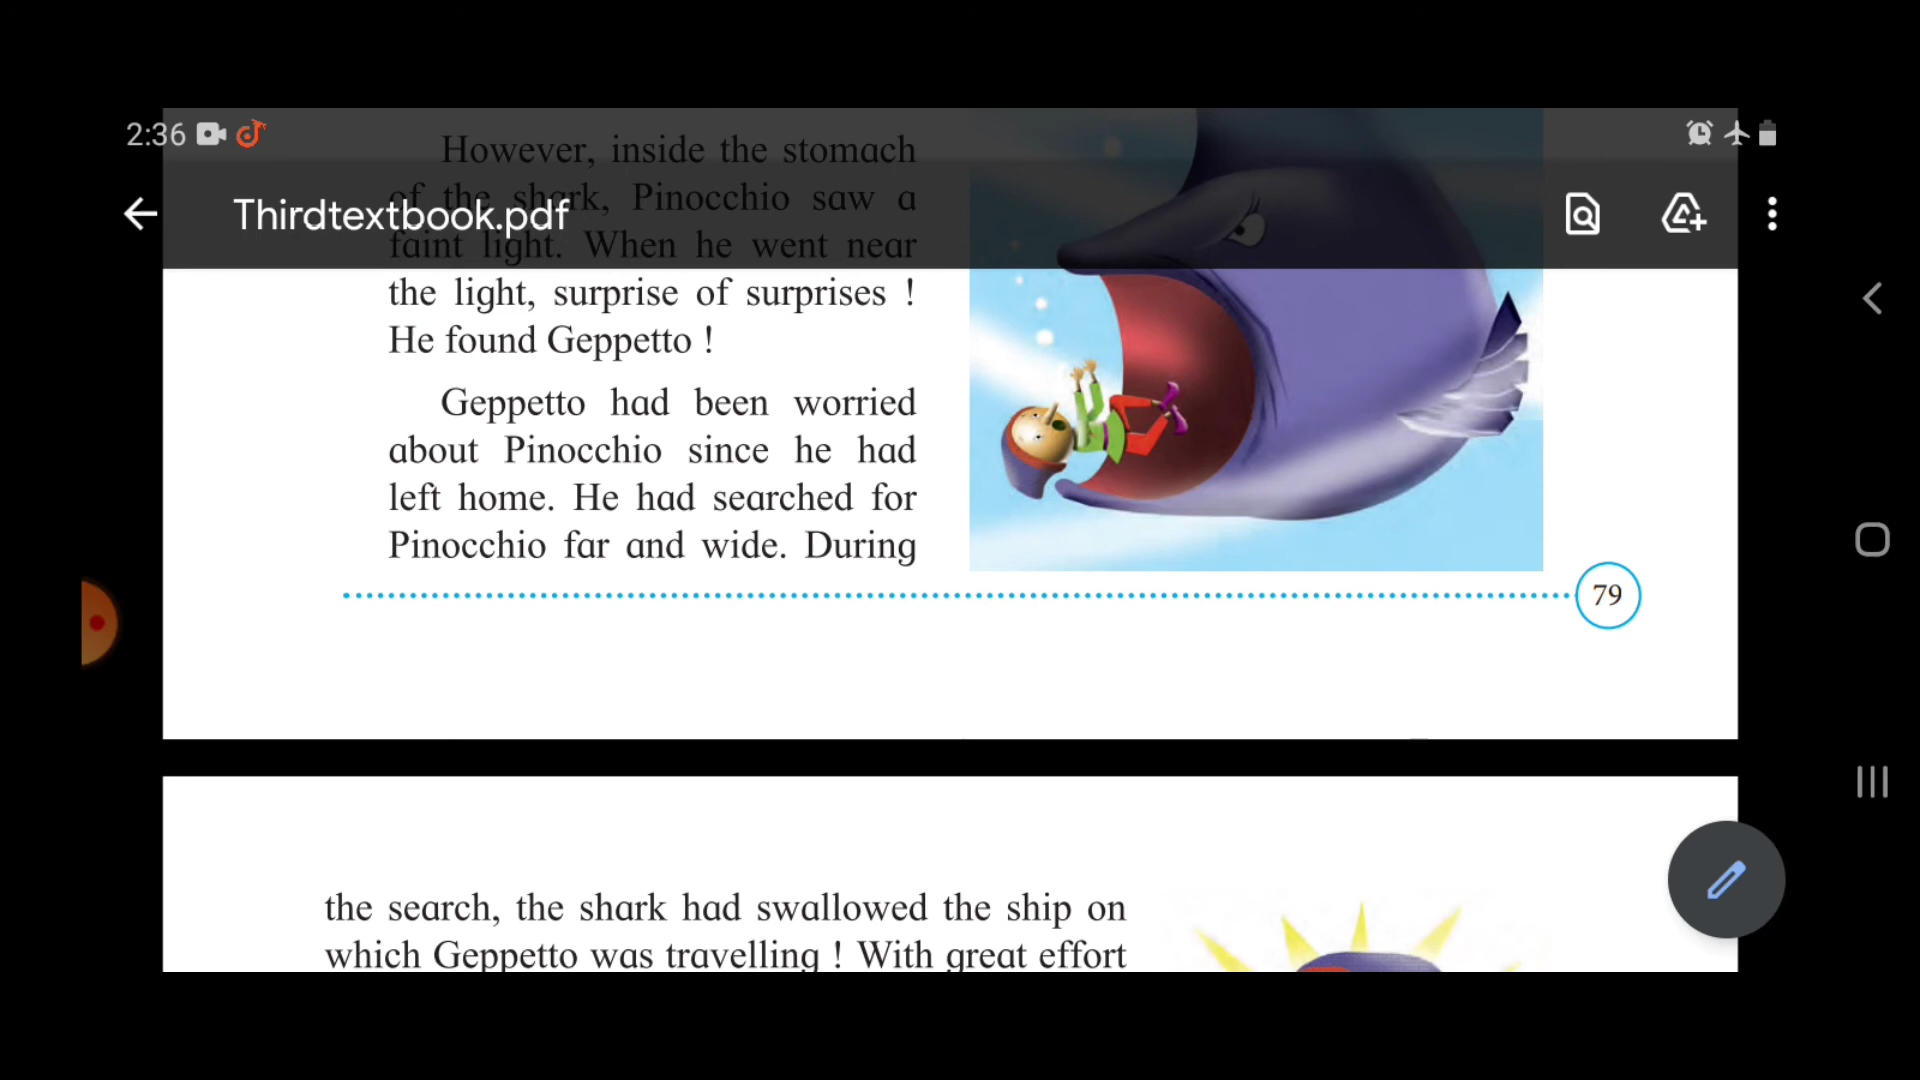 2:36
However, inside the stomach
of the shark, Pinocchio saw a
Thirdtextbook.pdf
faint light. When he went near
the light, surprise of surprises !
He found Geppetto !
Geppetto had been worried
about Pinocchio since he had
left home. He had searched for
Pinocchio far and wide. During
79
the search, the shark had swallowed the ship on
which Geppetto was travelling ! With great effort